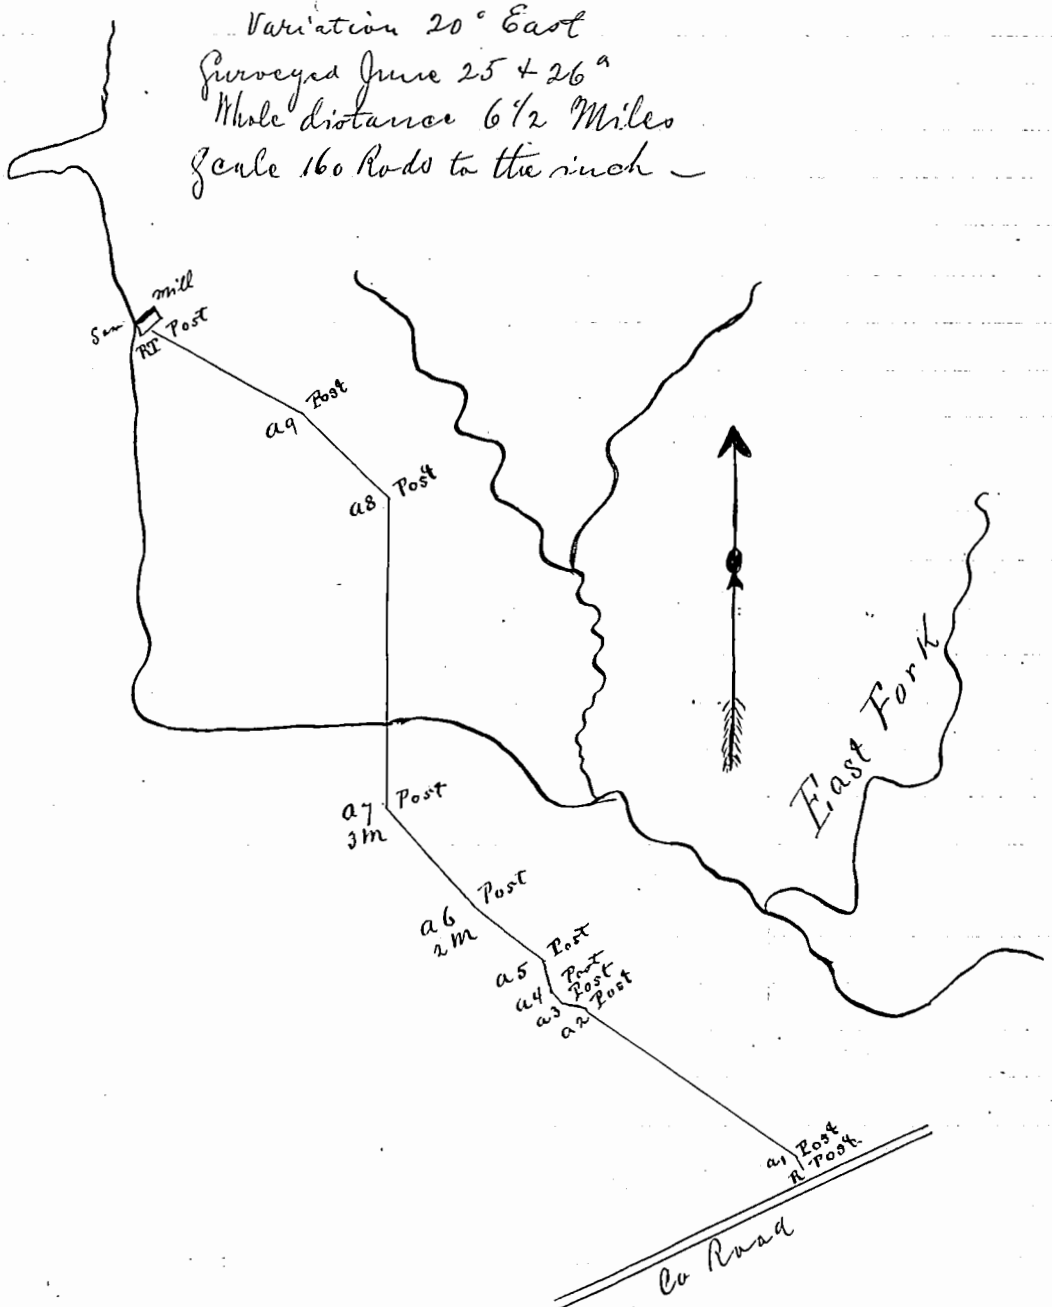 Variation 20° East
Surveyed June 25 & 26
Whole distance 6 1/2 Miles
Scale 160 Rods to the inch
Mill
Saw
Post
RT
Post
a9
Post
a8
East Fork
Post
a7
3 m
Post
a6
2 m
Post
a5
Post
a4
Post
a3
Post
a2
Post
a1
Post
R
Co Road